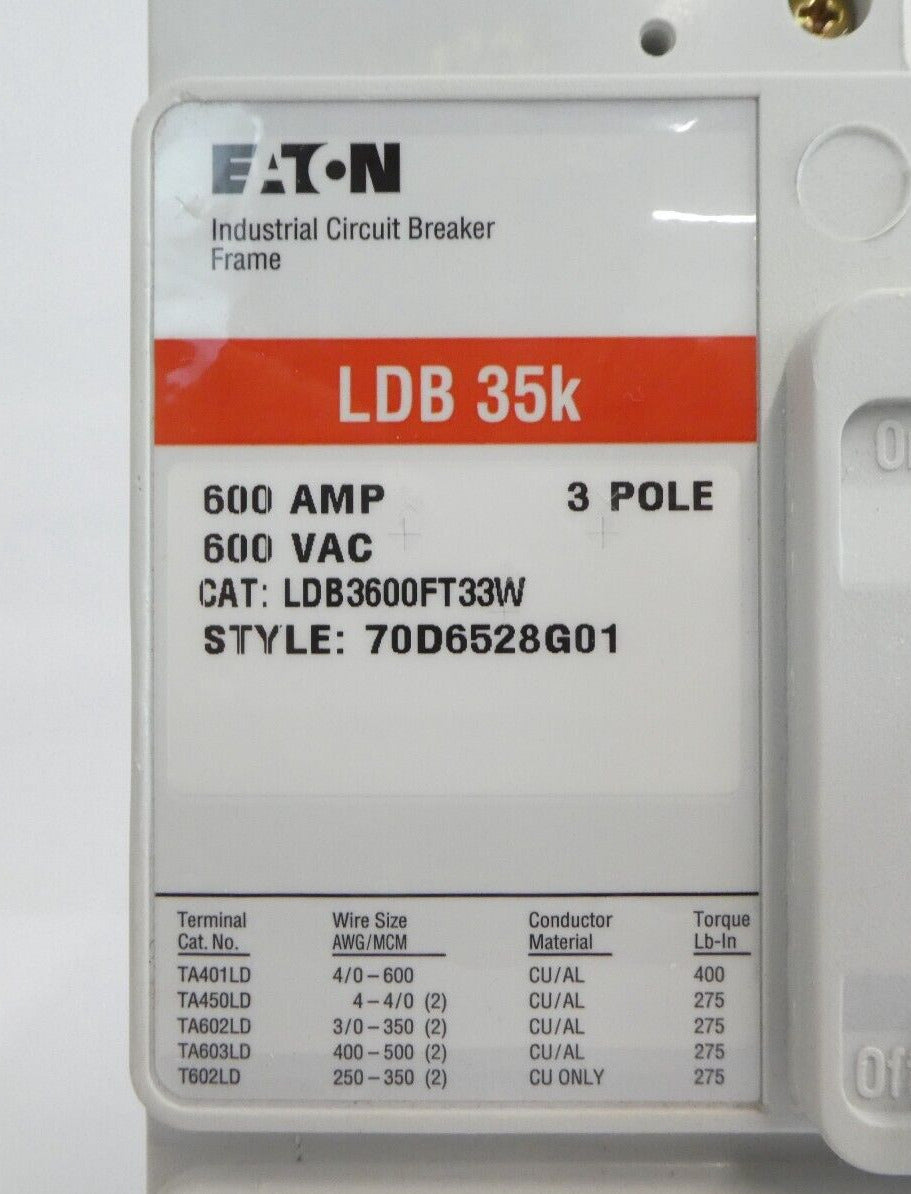 EATON
Industrial Circuit Breaker
Frame
LDB 35k
600 AMP 3 POLE
600 VAC
CAT: LDB3600FT33W
STYLE: 70D6528G01
Terminal Wire Size Conductor Torque
Cat. No. AWG/MCM Material Lb-In
TA401LD 4/0 – 600 CU/AL 400
TA450LD 4 – 4/0 (2) CU/AL 275
TA602LD 3/0 – 350 (2) CU/AL 275
TA603LD 400 – 500 (2) CU/AL 275
T602LD 250 – 350 (2) CU ONLY 275